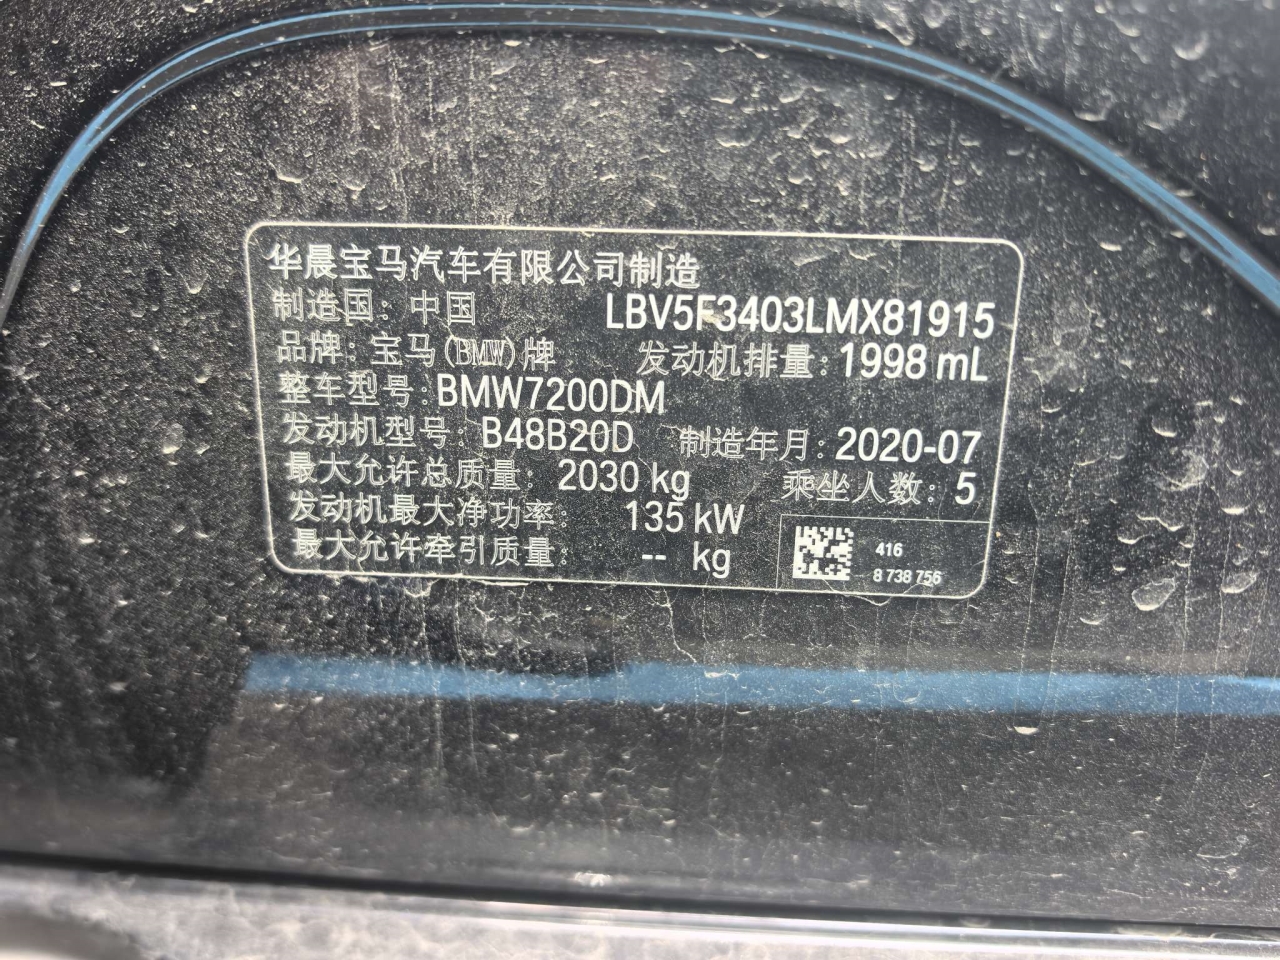 华晨宝马汽车有限公司制造
制造国: 中国 LBV5F3403LMX81915
品牌: 宝马(BMW)牌 发动机排量: 1998 mL
整车型号: BMW7200DM
发动机型号: B48B20D 制造年月: 2020-07
最大允许总质量: 2030 kg 乘坐人数: 5
发动机最大净功率: 135 kW
最大允许牵引质量: -- kg
416
8 738 756